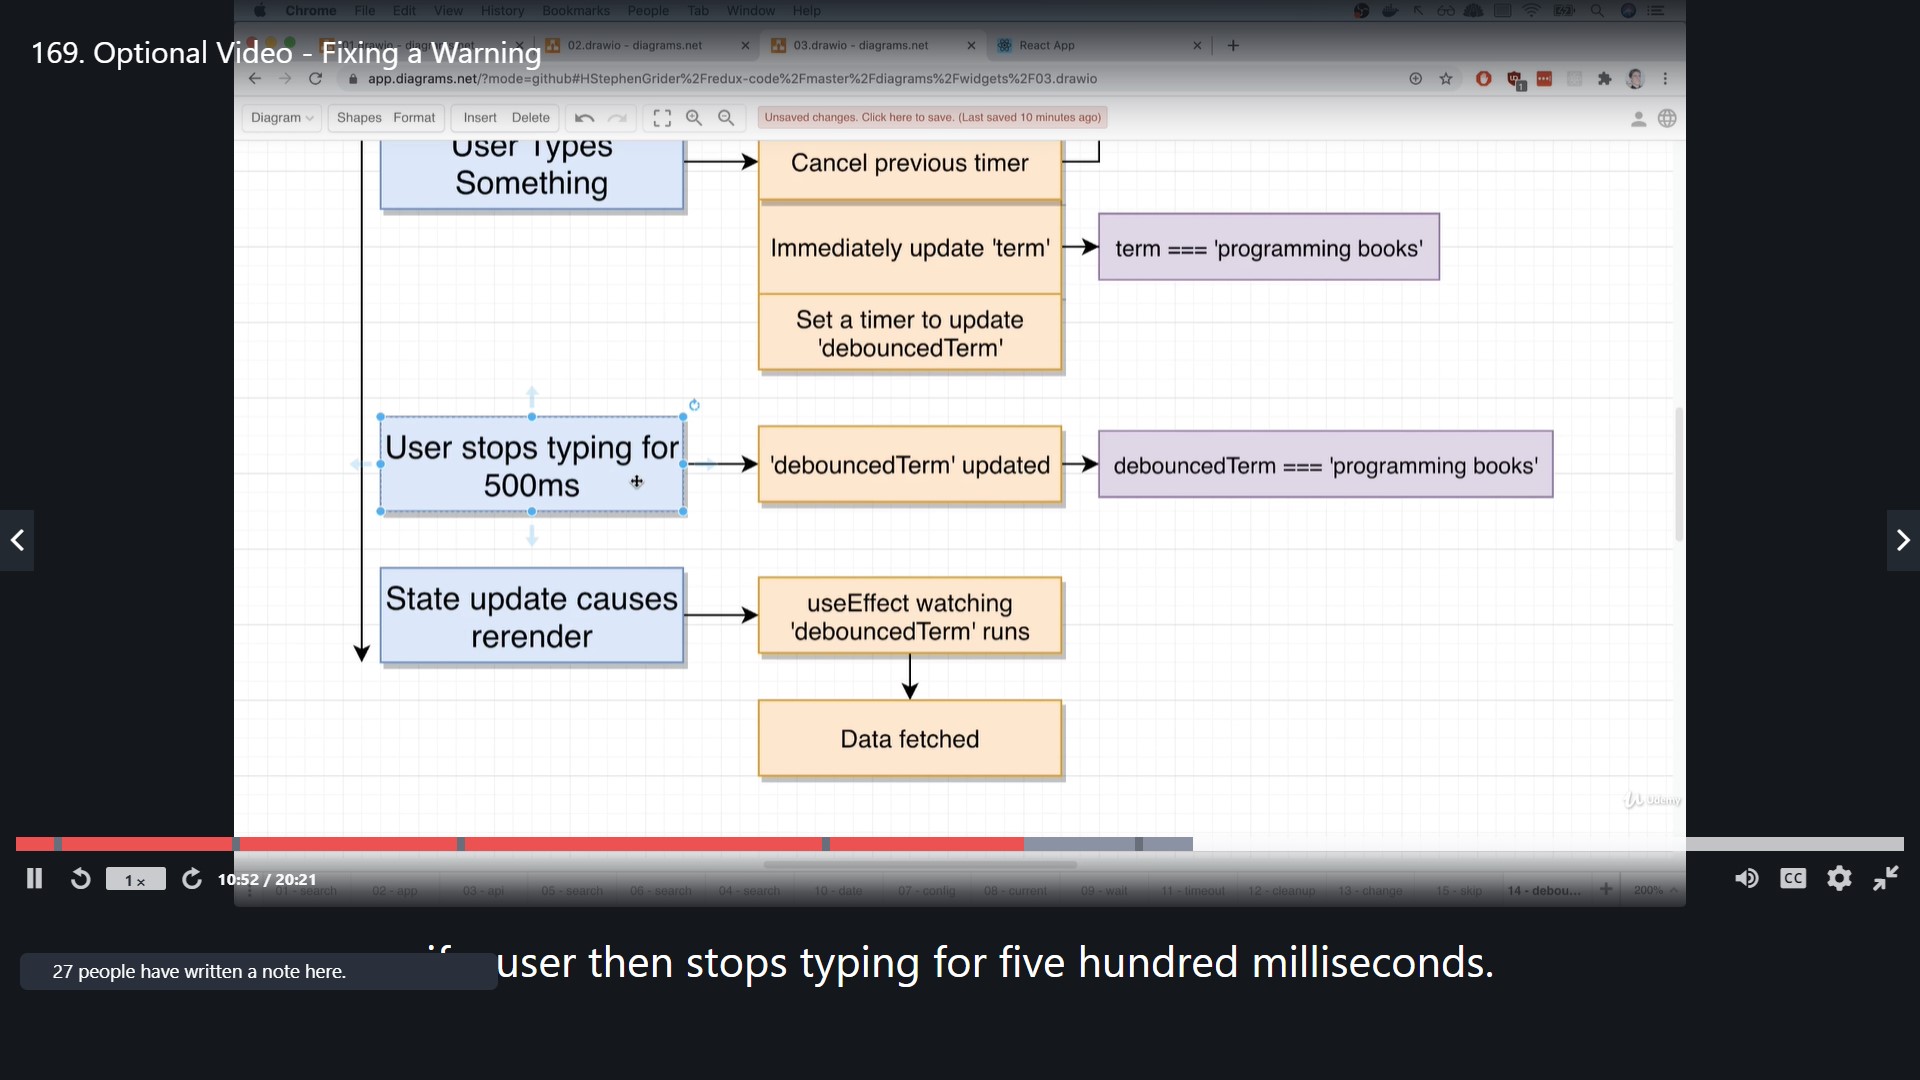 Chrome File Edit View History Bookmarks People Tab Window Help
169. Optional Video - Fixing a Warning
02.drawio - diagrams.net
03.drawio - diagrams.net
React App
app.diagrams.net/?mode=github#HStephenGrider%2Fredux-code%2Fmaster%2Fdiagrams%2Fwidgets%2F03.drawio
Diagram Shapes Format Insert Delete
Unsaved changes. Click here to save. (Last saved 10 minutes ago)
User Types
Something
Cancel previous timer
Immediately update 'term'
term === 'programming books'
Set a timer to update
'debouncedTerm'
User stops typing for
500ms
'debouncedTerm' updated
debouncedTerm === 'programming books'
State update causes
rerender
useEffect watching
'debouncedTerm' runs
Data fetched
Udemy
1 x
10:52 / 20:21
CC
01 - search 02 - app 03 - api 05 - search 06 - search 04 - search 10 - date 07 - config 08 - current 09 - wait 11 - timeout 12 - cleanup 13 - change 15 - skip 14 - debou... 200%
user then stops typing for five hundred milliseconds.
27 people have written a note here.